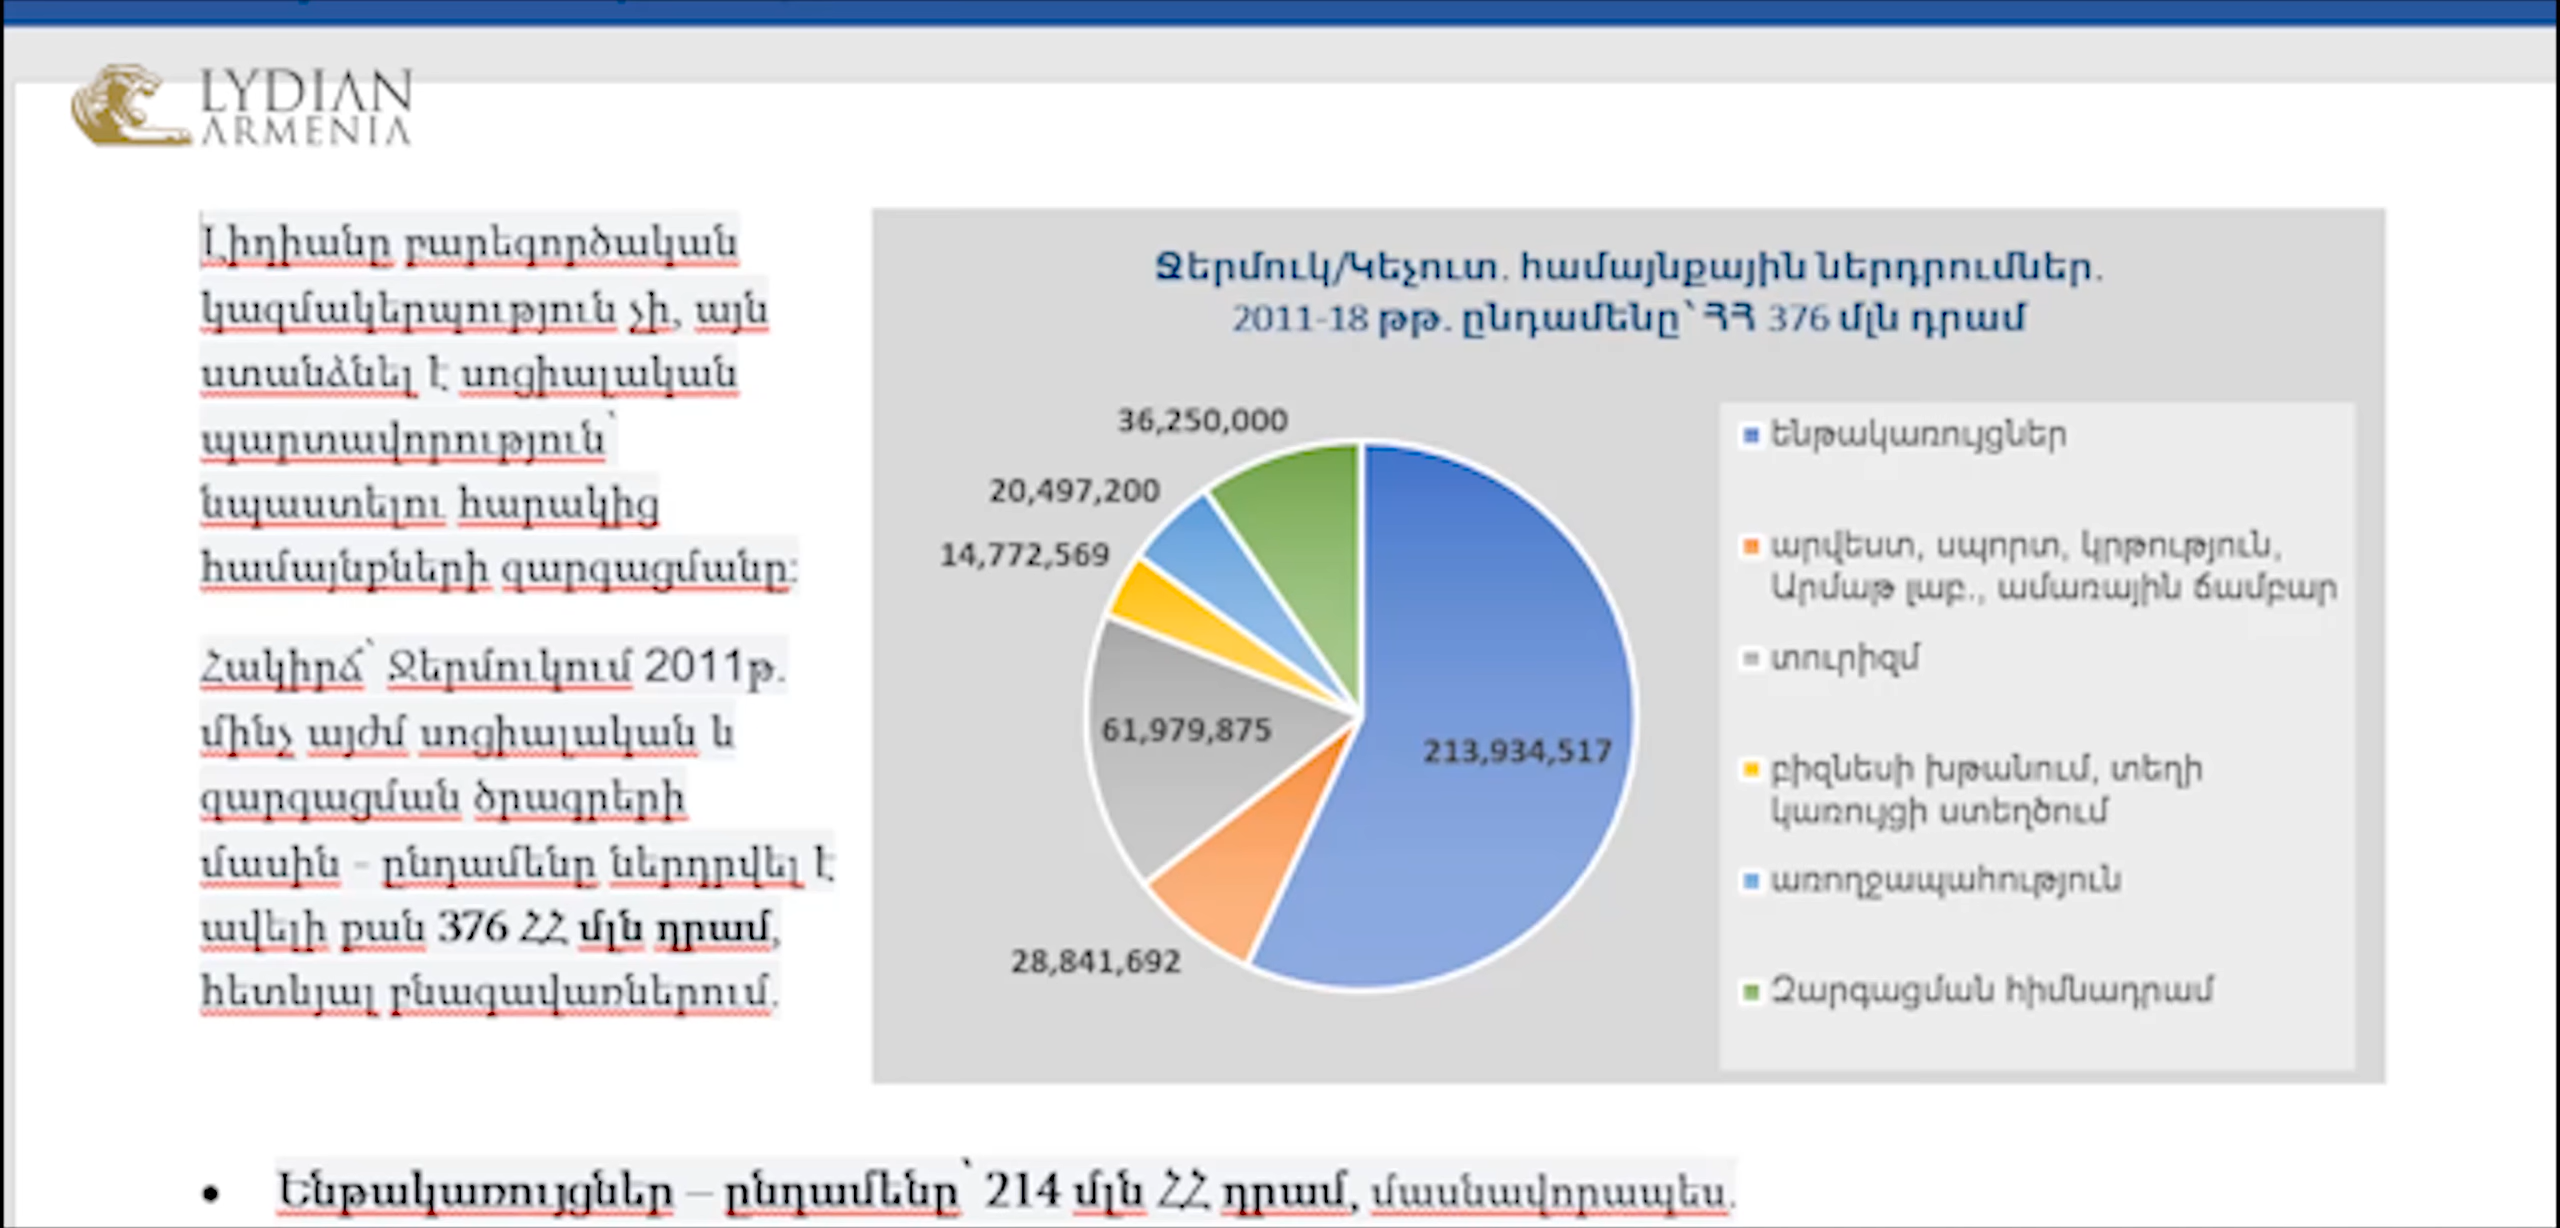 LYDIAN
ARMENIA
Լիդիանը բարեգործական
կազմակերպություն չի, այն
ստանձնել է սոցիալական
պարտավորություն՝
նպաստելու հարակից
համայնքների զարգացմանը:
Հակիրճ՝ Ջերմուկում 2011թ.
մինչ այժմ սոցիալական և
զարգացման ծրագրերի
մասին - ընդամենը ներդրվել է
ավելի քան 376 ՀՀ մլն դրամ,
հետևյալ բնագավառներում.
Ջերմուկ/Կեչուտ. համայնքային ներդրումներ.
2011-18 թթ. ընդամենը՝ ՀՀ 376 մլն դրամ
36,250,000
20,497,200
14,772,569
61,979,875
213,934,517
28,841,692
ենթակառույցներ
արվեստ, սպորտ, կրթություն,
Արմաթ լաբ., ամառային ճամբար
տուրիզմ
բիզնեսի խթանում, տեղի
կառույցի ստեղծում
առողջապահություն
Զարգացման հիմնադրամ
• Ենթակառույցներ – ընդամենը՝ 214 մլն ՀՀ դրամ, մասնավորապես.